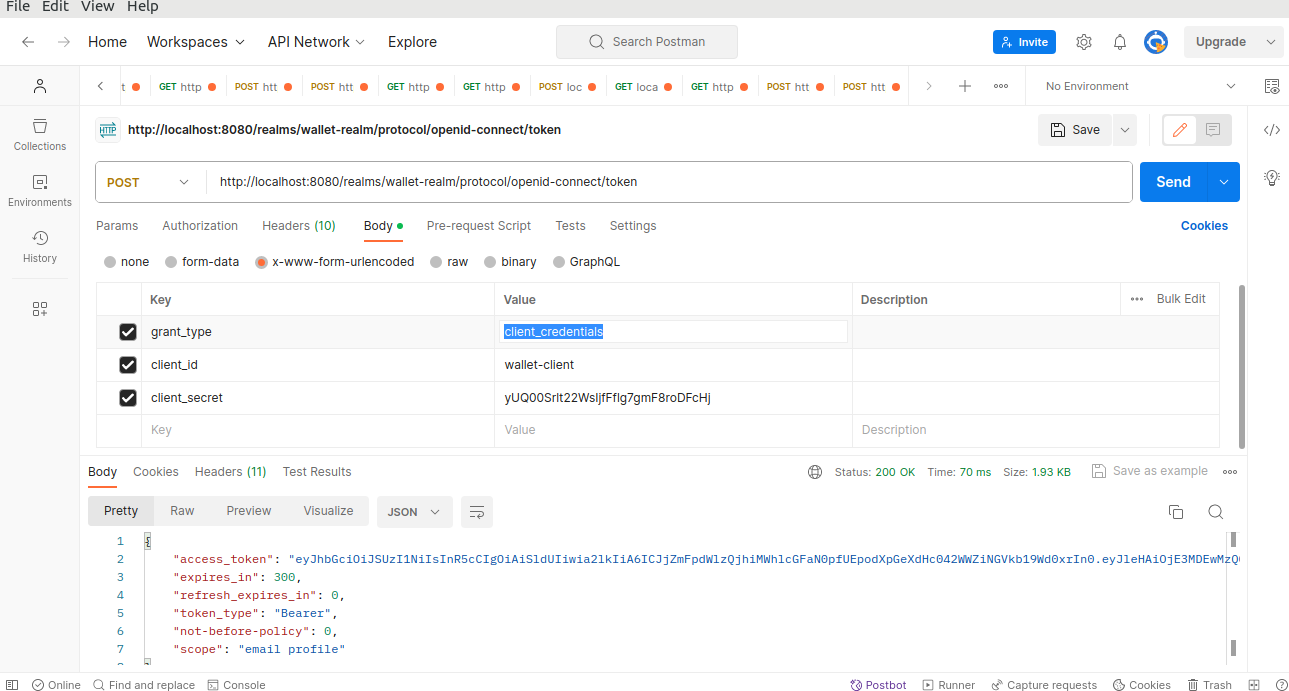 File Edit View Help
Home Workspaces API Network Explore Search Postman Invite Upgrade
t GET http POST htt POST htt GET http GET http POST loc GET loca GET http POST htt POST htt No Environment
HTTP http://localhost:8080/realms/wallet-realm/protocol/openid-connect/token Save
Collections
Environments
History
POST http://localhost:8080/realms/wallet-realm/protocol/openid-connect/token Send
Params Authorization Headers (10) Body Pre-request Script Tests Settings Cookies
none form-data x-www-form-urlencoded raw binary GraphQL
Key Value Description Bulk Edit
grant_type client_credentials
client_id wallet-client
client_secret
Key Value Description
Body Cookies Headers (11) Test Results Status: 200 OK Time: 70 ms Size: 1.93 KB Save as example
Pretty Raw Preview Visualize JSON
1 {
2 "access_token":
3 "expires_in": 300,
4 "refresh_expires_in": 0,
5 "token_type": "Bearer",
6 "not-before-policy": 0,
7 "scope": "email profile"
8 }
Online Find and replace Console Postbot Runner Capture requests Cookies Trash